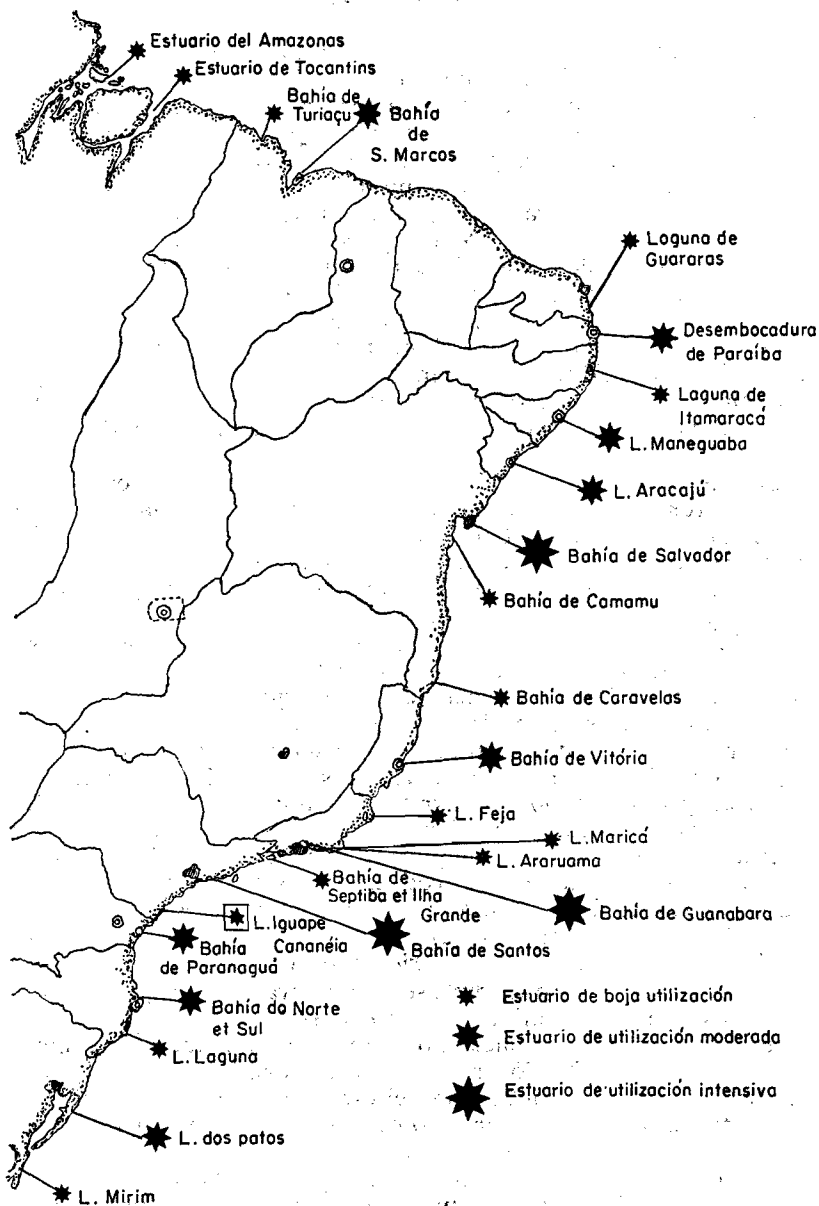 Estuario del Amazonas
Estuario de Tocantins
Bahía de
Turiaçu
Bahía
de
S. Marcos
Loguna de
Guararas
Desembocadura
de Paraíba
Laguna de
Itamaracá
L. Maneguaba
L. Aracajú
Bahía de Salvador
Bahía de Camamu
Bahía de Caravelas
Bahía de Vitória
L. Feja
L. Maricá
L. Araruama
Bahía de
Septiba et Ilha
Grande
Bahía de Guanabara
L. Iguape
Cananéia
Bahía de Santos
Bahía
de Paranaguá
Bahía do Norte
et Sul
L. Laguna
L. dos patos
L. Mirim
Estuario de boja utilización
Estuario de utilización moderada
Estuario de utilización intensiva